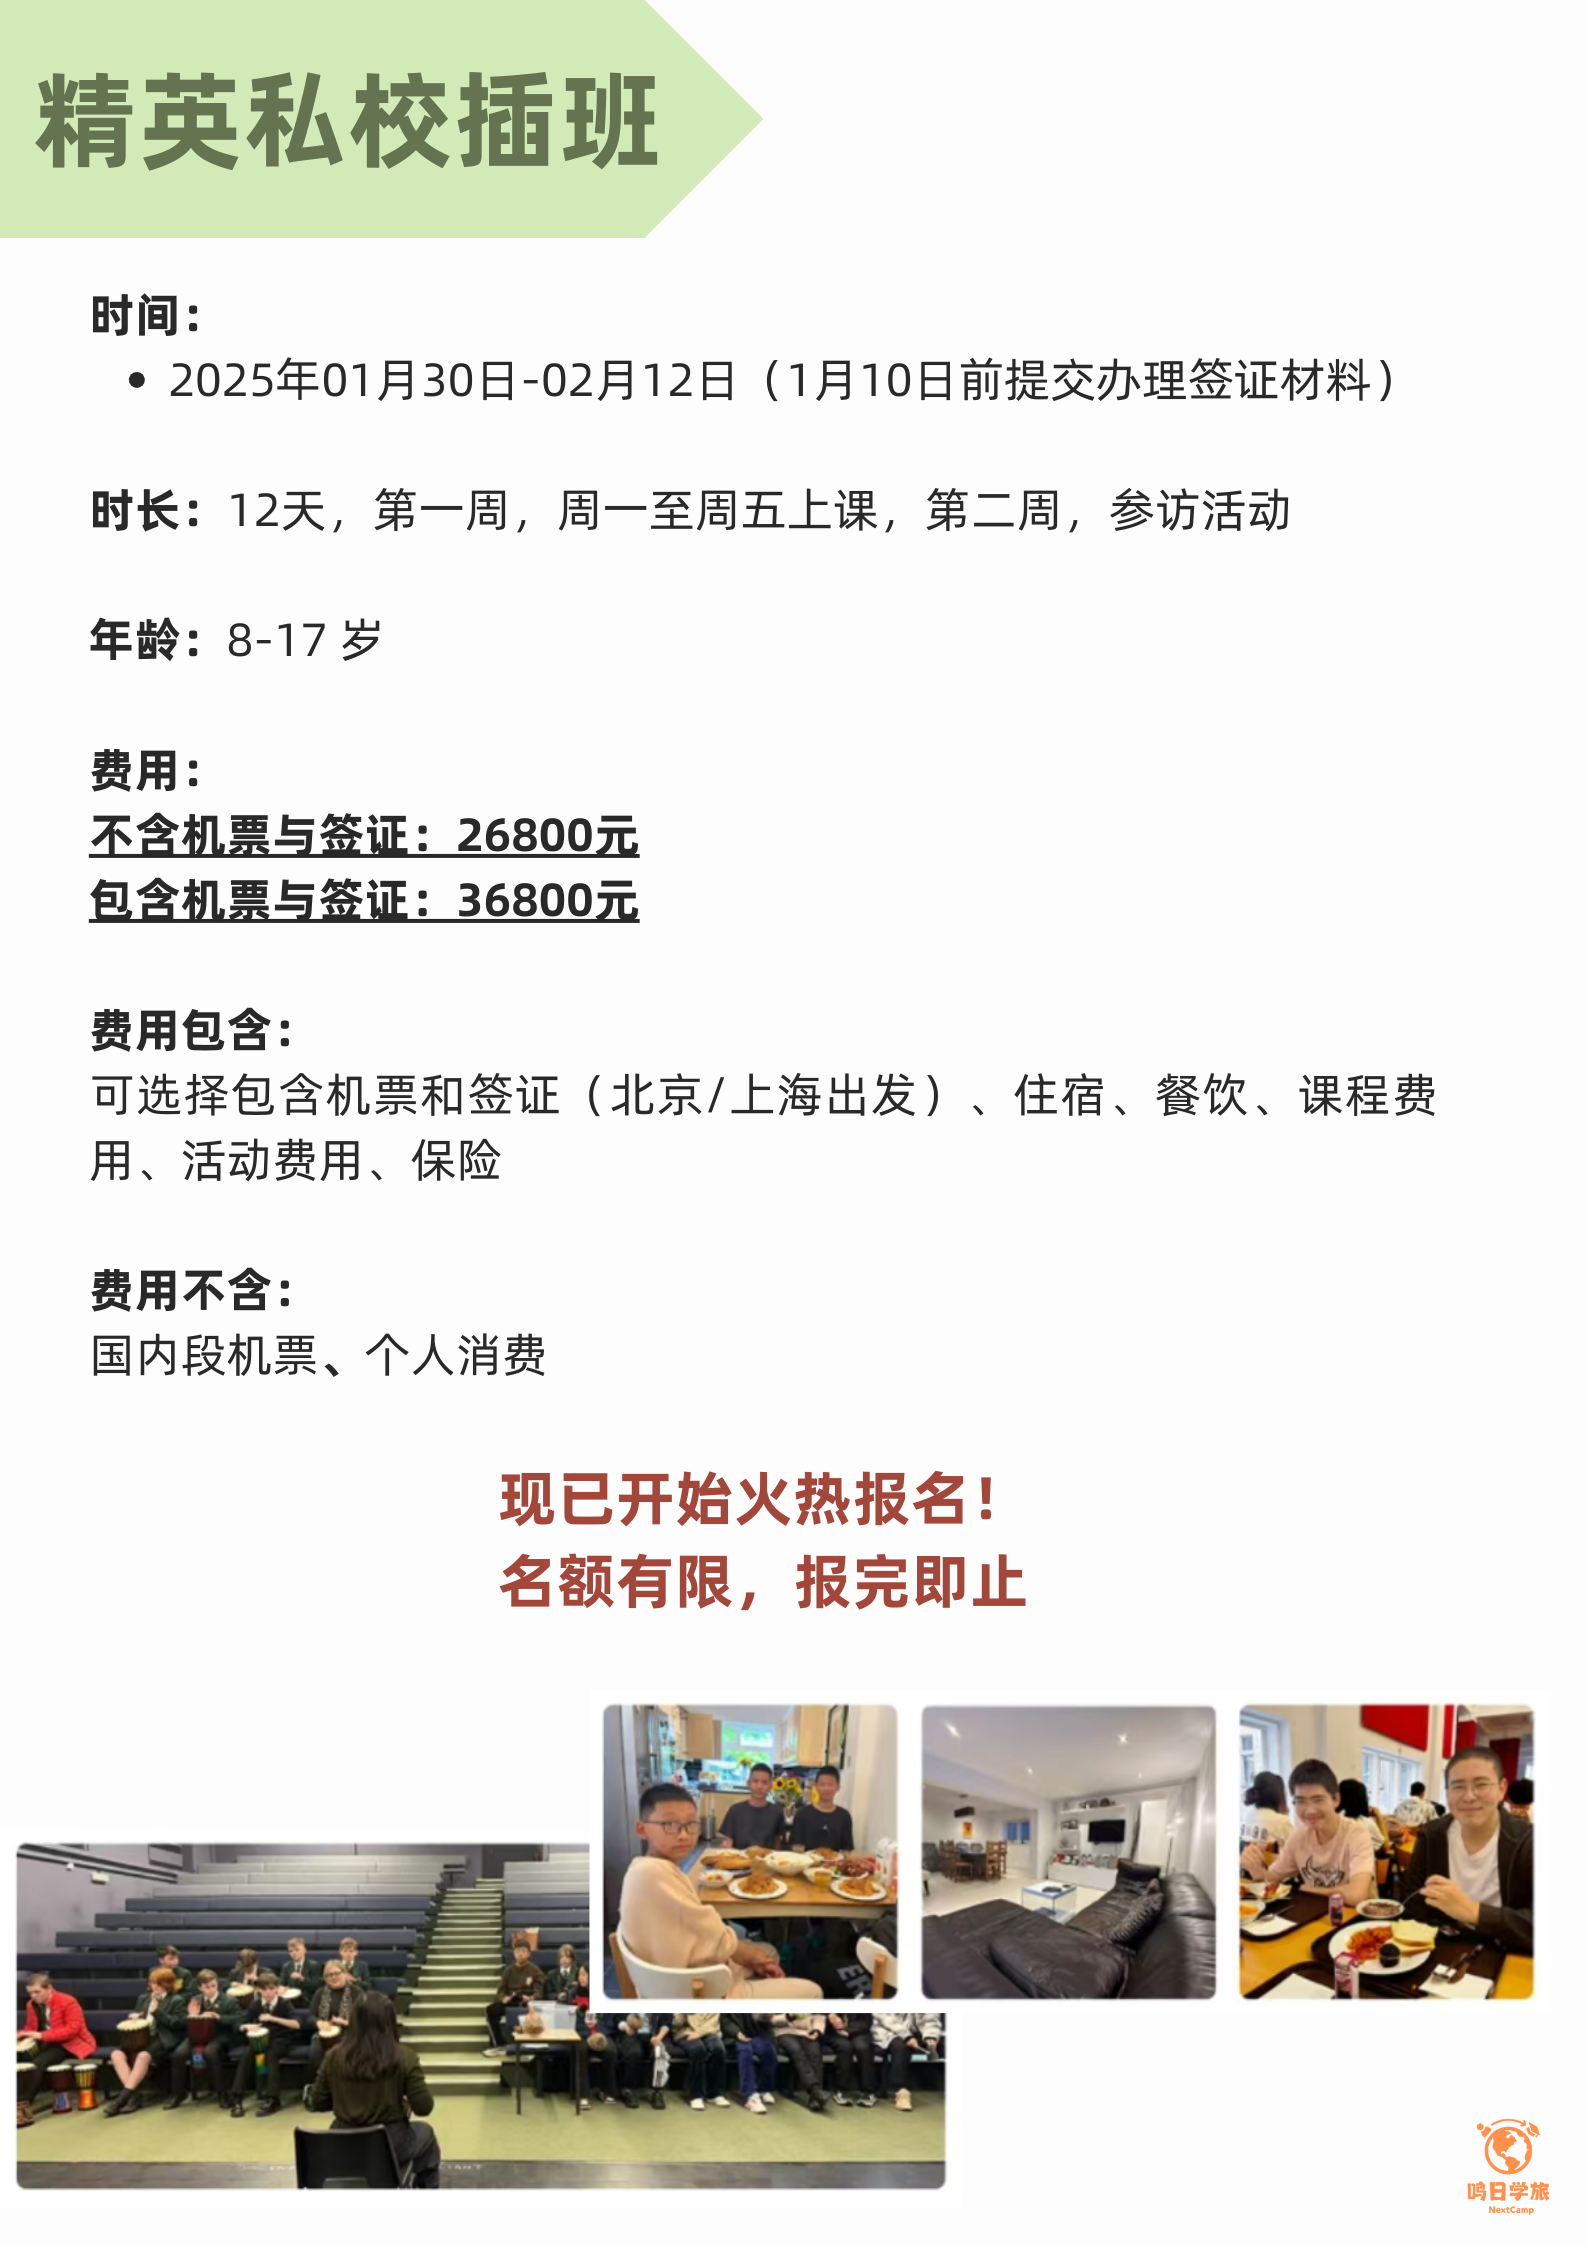 精英私校插班
时间：
• 2025年01月30日-02月12日（1月10日前提交办理签证材料）
时长：12天，第一周，周一至周五上课，第二周，参访活动
年龄：8-17 岁
费用：
不含机票与签证：26800元
包含机票与签证：36800元
费用包含：
可选择包含机票和签证（北京/上海出发）、住宿、餐饮、课程费
用、活动费用、保险
费用不含：
国内段机票、个人消费
现已开始火热报名！
名额有限，报完即止
鸣日学旅
NextCamp